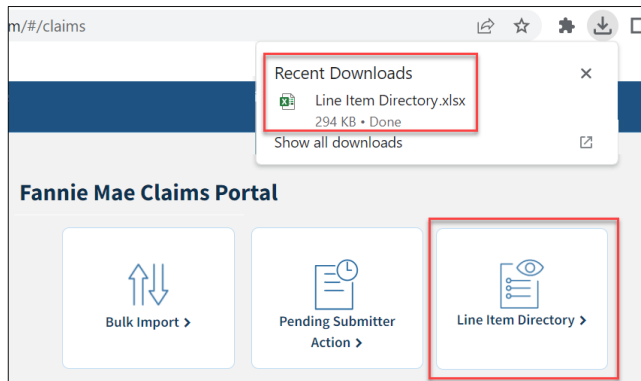 m/#/claims
Recent Downloads
Line Item Directory.xlsx
294 KB • Done
Show all downloads
Fannie Mae Claims Portal
Bulk Import >
Pending Submitter
Action >
Line Item Directory >